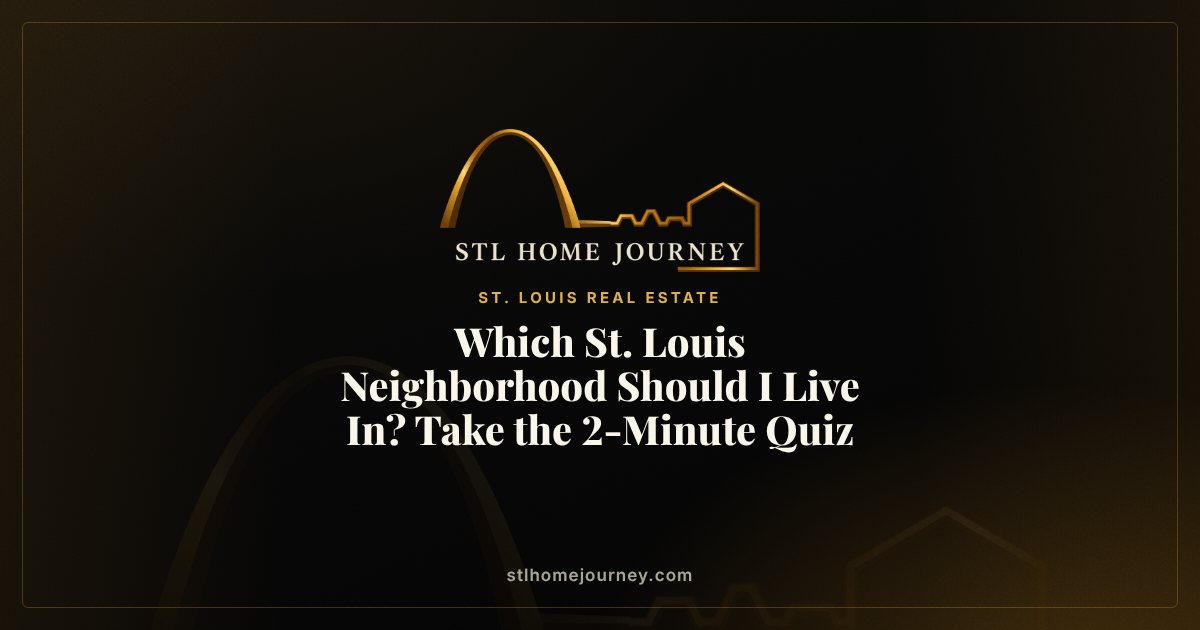 STL HOME JOURNEY
ST. LOUIS REAL ESTATE
Which St. Louis
Neighborhood Should I Live
In? Take the 2-Minute Quiz
stlhomejourney.com